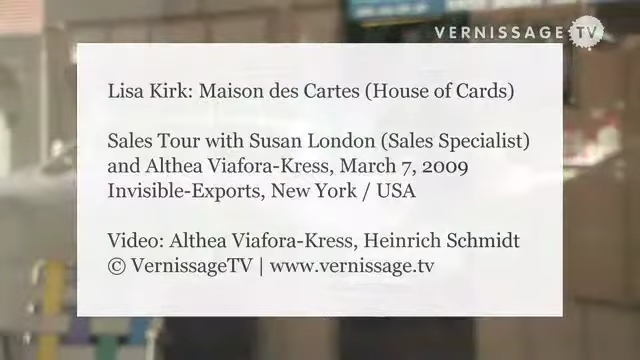 VERNISSAGE TV
Lisa Kirk: Maison des Cartes (House of Cards)
Sales Tour with Susan London (Sales Specialist)
and Althea Viafora-Kress, March 7, 2009
Invisible-Exports, New York / USA
Video: Althea Viafora-Kress, Heinrich Schmidt
© VernissageTV | www.vernissage.tv